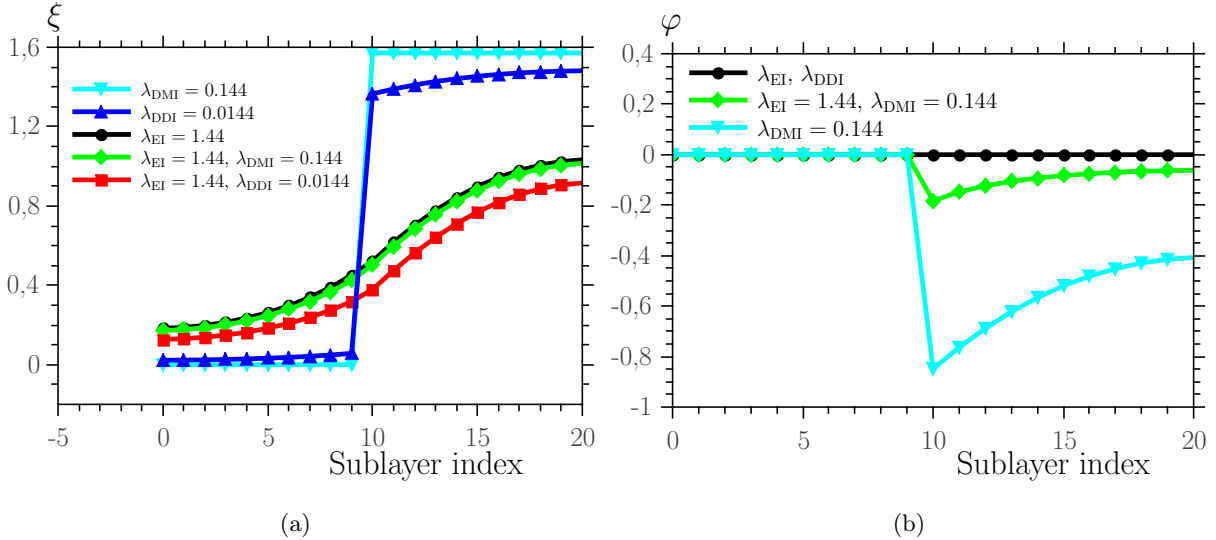 ξ
1,6
1,2
0,8
0,4
0
-5
0
5
10
15
20
λDMI = 0.144
λDDI = 0.0144
λEI = 1.44
λEI = 1.44, λDMI = 0.144
λEI = 1.44, λDDI = 0.0144
Sublayer index
(a)
φ
0,4
0,2
0
-0,2
-0,4
-0,6
-0,8
-1
0
5
10
15
20
λEI, λDDI
λEI = 1.44, λDMI = 0.144
λDMI = 0.144
Sublayer index
(b)